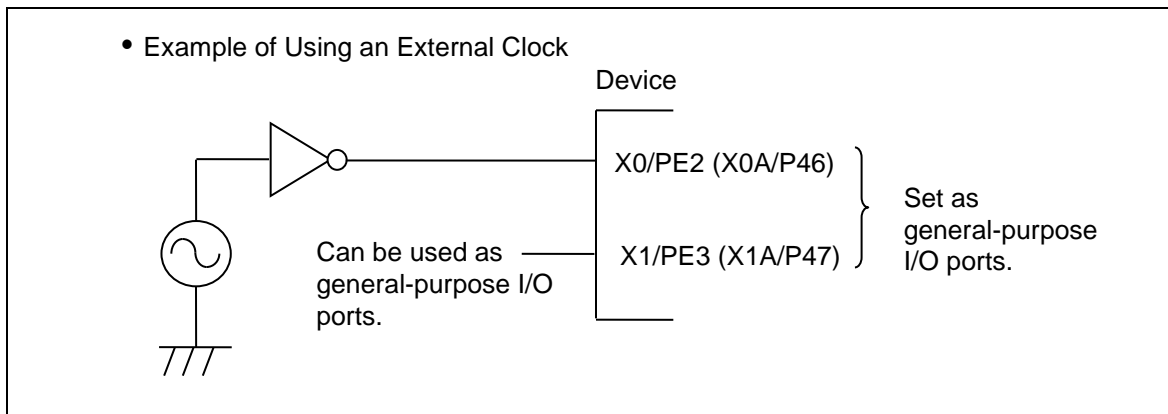 • Example of Using an External Clock
Device
X0/PE2 (X0A/P46)
Set as
general-purpose
I/O ports.
Can be used as
general-purpose I/O
ports.
X1/PE3 (X1A/P47)